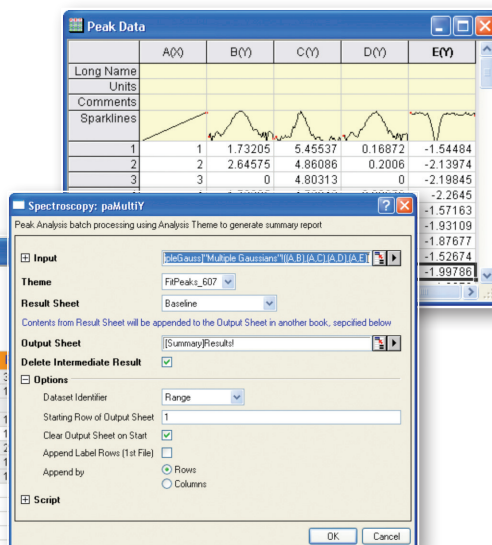 Peak Data
A(X) B(Y) C(Y) D(Y) E(Y)
Long Name
Units
Comments
Sparklines
1 1 1.73205 5.45537 0.16872 -1.54484
2 2 2.64575 4.86086 0.2006 -2.13974
3 3 0 4.80313 0 -2.19845
-2.2645
-1.57163
-1.93109
-1.87677
-1.52674
-1.99786
Spectroscopy: paMultiY
Peak Analysis batch processing using Analysis Theme to generate summary report
Input ipleGauss]"Multiple Gaussians"!((A,B),(A,C),(A,D),(A,E)
Theme FitPeaks_607
Result Sheet Baseline
Contents from Result Sheet will be appended to the Output Sheet in another book, sepcified below
Output Sheet [Summary]Results!
Delete Intermediate Result
Options
Dataset Identifier Range
Starting Row of Output Sheet 1
Clear Output Sheet on Start
Append Label Rows (1st File)
Append by Rows
Columns
Script
OK Cancel